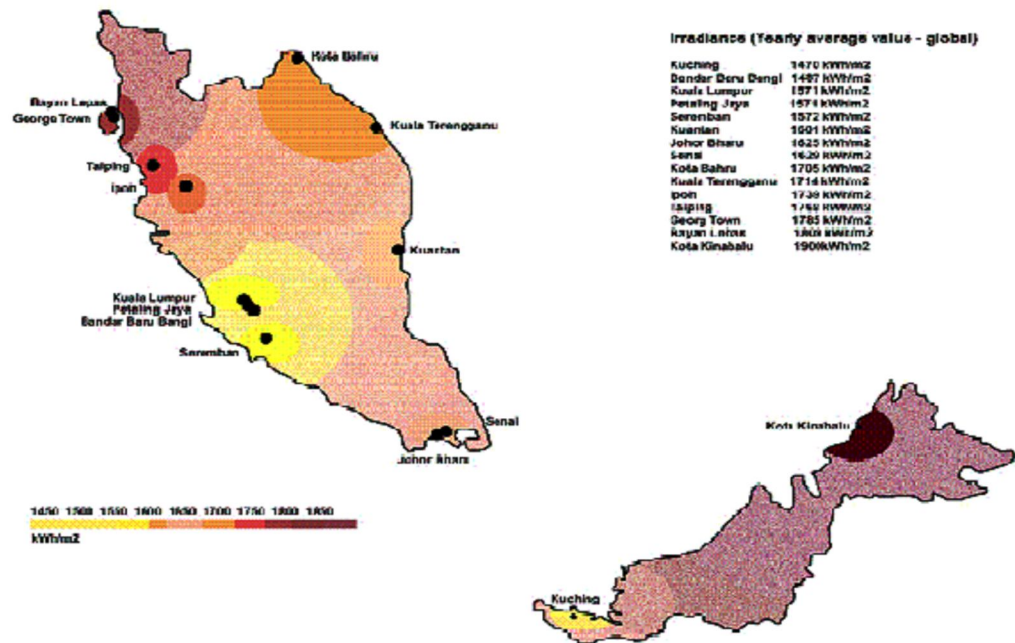 Kota Bahru
Bayan Lepas
George Town
Kuala Terengganu
Taiping
Ipoh
Kuantan
Kuala Lumpur
Petaling Jaya
Bandar Baru Bangi
Seremban
Senai
Johor Bharu
1450 1500 1550 1600 1650 1700 1750 1800 1850
kWh/m2
Irradiance (Yearly average value - global)
Kuching 1470 kWh/m2
Bandar Baru Bangi 1487 kWh/m2
Kuala Lumpur 1571 kWh/m2
Petaling Jaya 1571 kWh/m2
Seremban 1572 kWh/m2
Kuantan 1601 kWh/m2
Johor Bharu 1625 kWh/m2
Senai 1629 kWh/m2
Kota Bahru 1705 kWh/m2
Kuala Terengganu 1714 kWh/m2
Ipoh 1739 kWh/m2
Taiping kWh/m2
Georg Town 1785 kWh/m2
Bayan Lepas kWh/m2
Kota Kinabalu 1900kWh/m2
Kota Kinabalu
Kuching